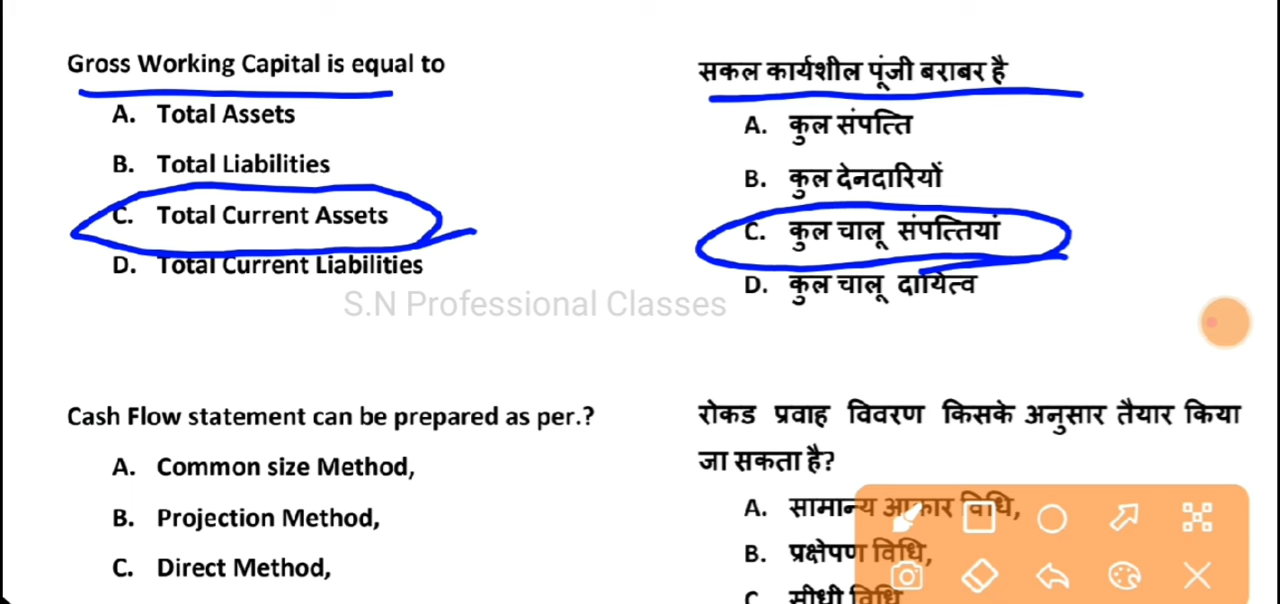 Gross Working Capital is equal to
A. Total Assets
B. Total Liabilities
C. Total Current Assets
D. Total Current Liabilities
सकल कार्यशील पूंजी बराबर है
A. कुल संपत्ति
B. कुल देनदारियों
C. कुल चालू संपत्तियां
D. कुल चालू दायित्व
S.N Professional Classes
Cash Flow statement can be prepared as per.?
A. Common size Method,
B. Projection Method,
C. Direct Method,
रोकड प्रवाह विवरण किसके अनुसार तैयार किया
जा सकता है?
A. सामान्य आकार विधि,
B. प्रक्षेपण विधि,
C सीधी विधि